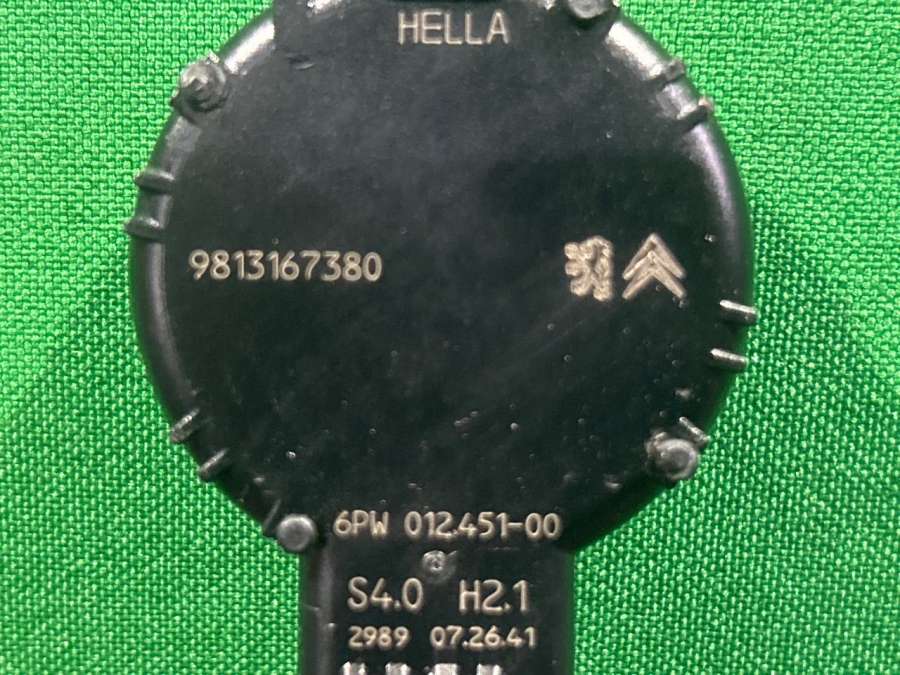 HELLA
9813167380
6PW 012.451-00
S4.0 H2.1
2989 07.26.41